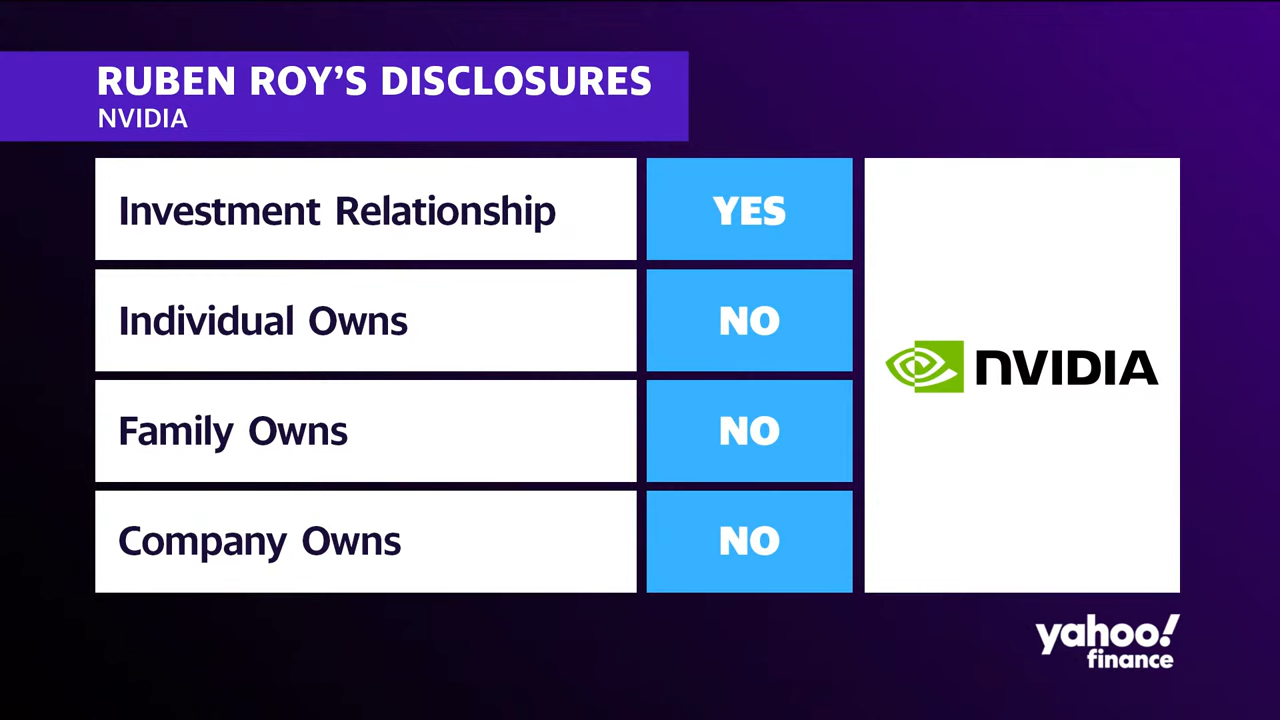 RUBEN ROY’S DISCLOSURES
NVIDIA
Investment Relationship YES
Individual Owns NO
Family Owns NO
Company Owns NO
NVIDIA
yahoo!
finance